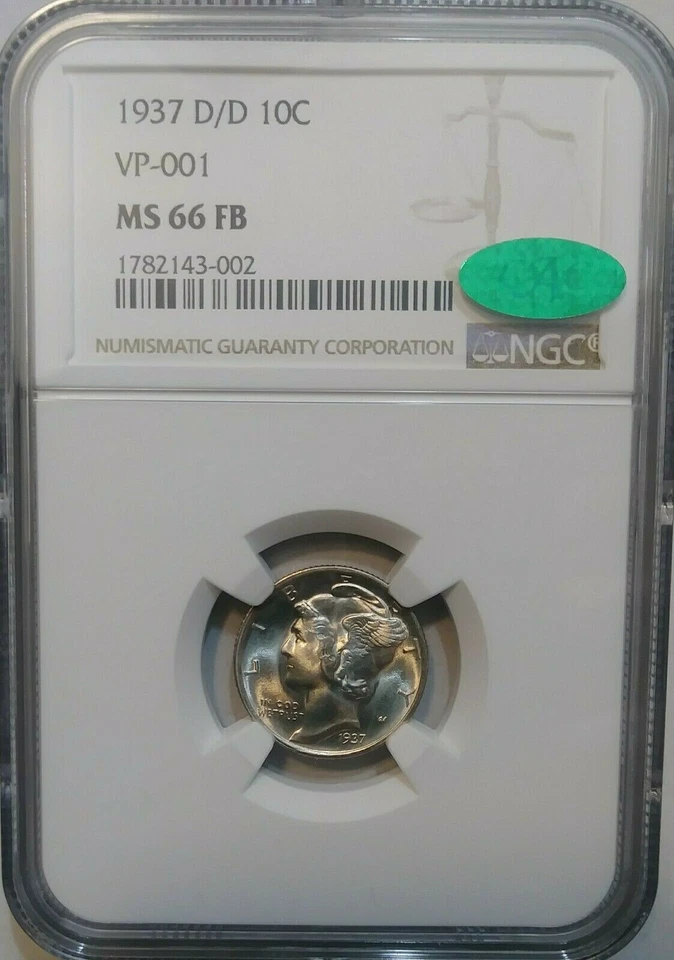 1937 D/D 10C
VP-001
MS 66 FB
1782143-002
NUMISMATIC GUARANTY CORPORATION
NGC®
LIBERTY
IN GOD
WE TRUST
1937